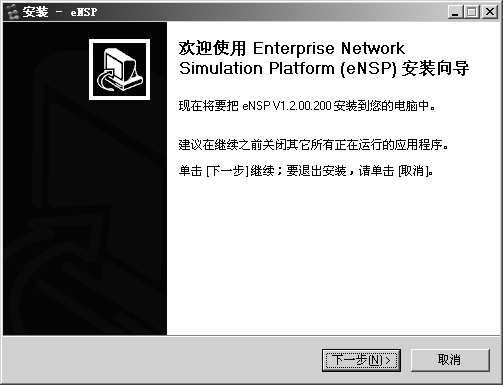 安装 - eNSP
欢迎使用 Enterprise Network
Simulation Platform (eNSP) 安装向导
现在将要把 eNSP V1.2.00.200 安装到您的电脑中。
建议在继续之前关闭其它所有正在运行的应用程序。
单击 [下一步] 继续；要退出安装，请单击 [取消]。
下一步(N) >
取消